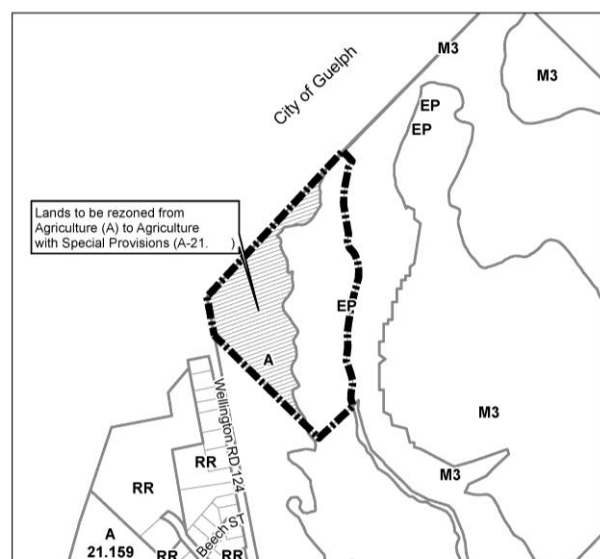 M3
City of Guelph
M3
EP
EP
Lands to be rezoned from
Agriculture (A) to Agriculture
with Special Provisions (A-21.      )
EP
A
Wellington RD 124
M3
RR
RR
M3
A
21.159
RR
Beech ST
RR